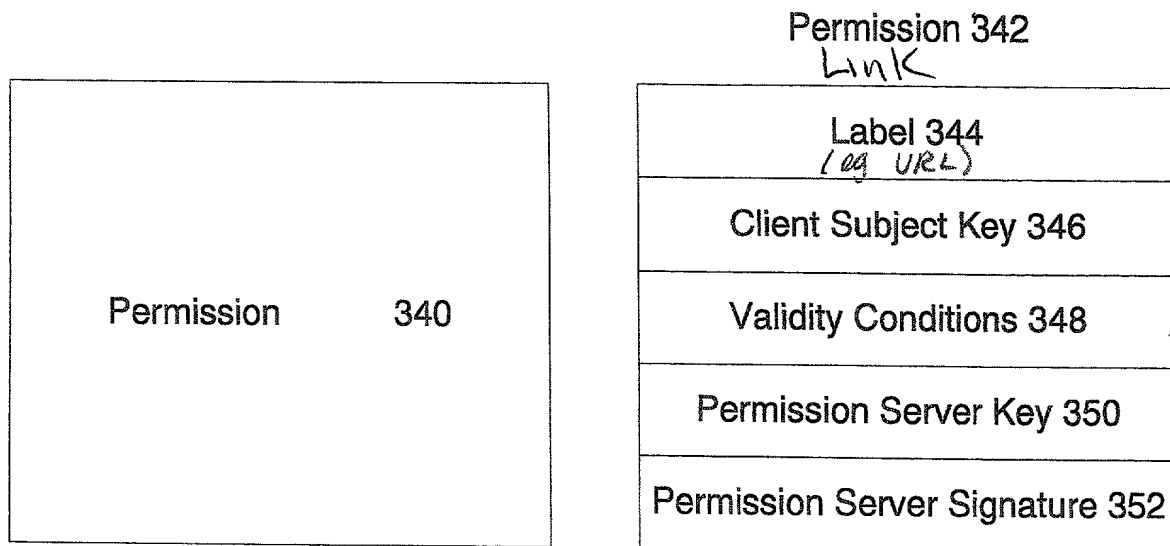 Permission 342
Link
Label 344
(eg URL)
Client Subject Key 346
Permission 340
Validity Conditions 348
Permission Server Key 350
Permission Server Signature 352